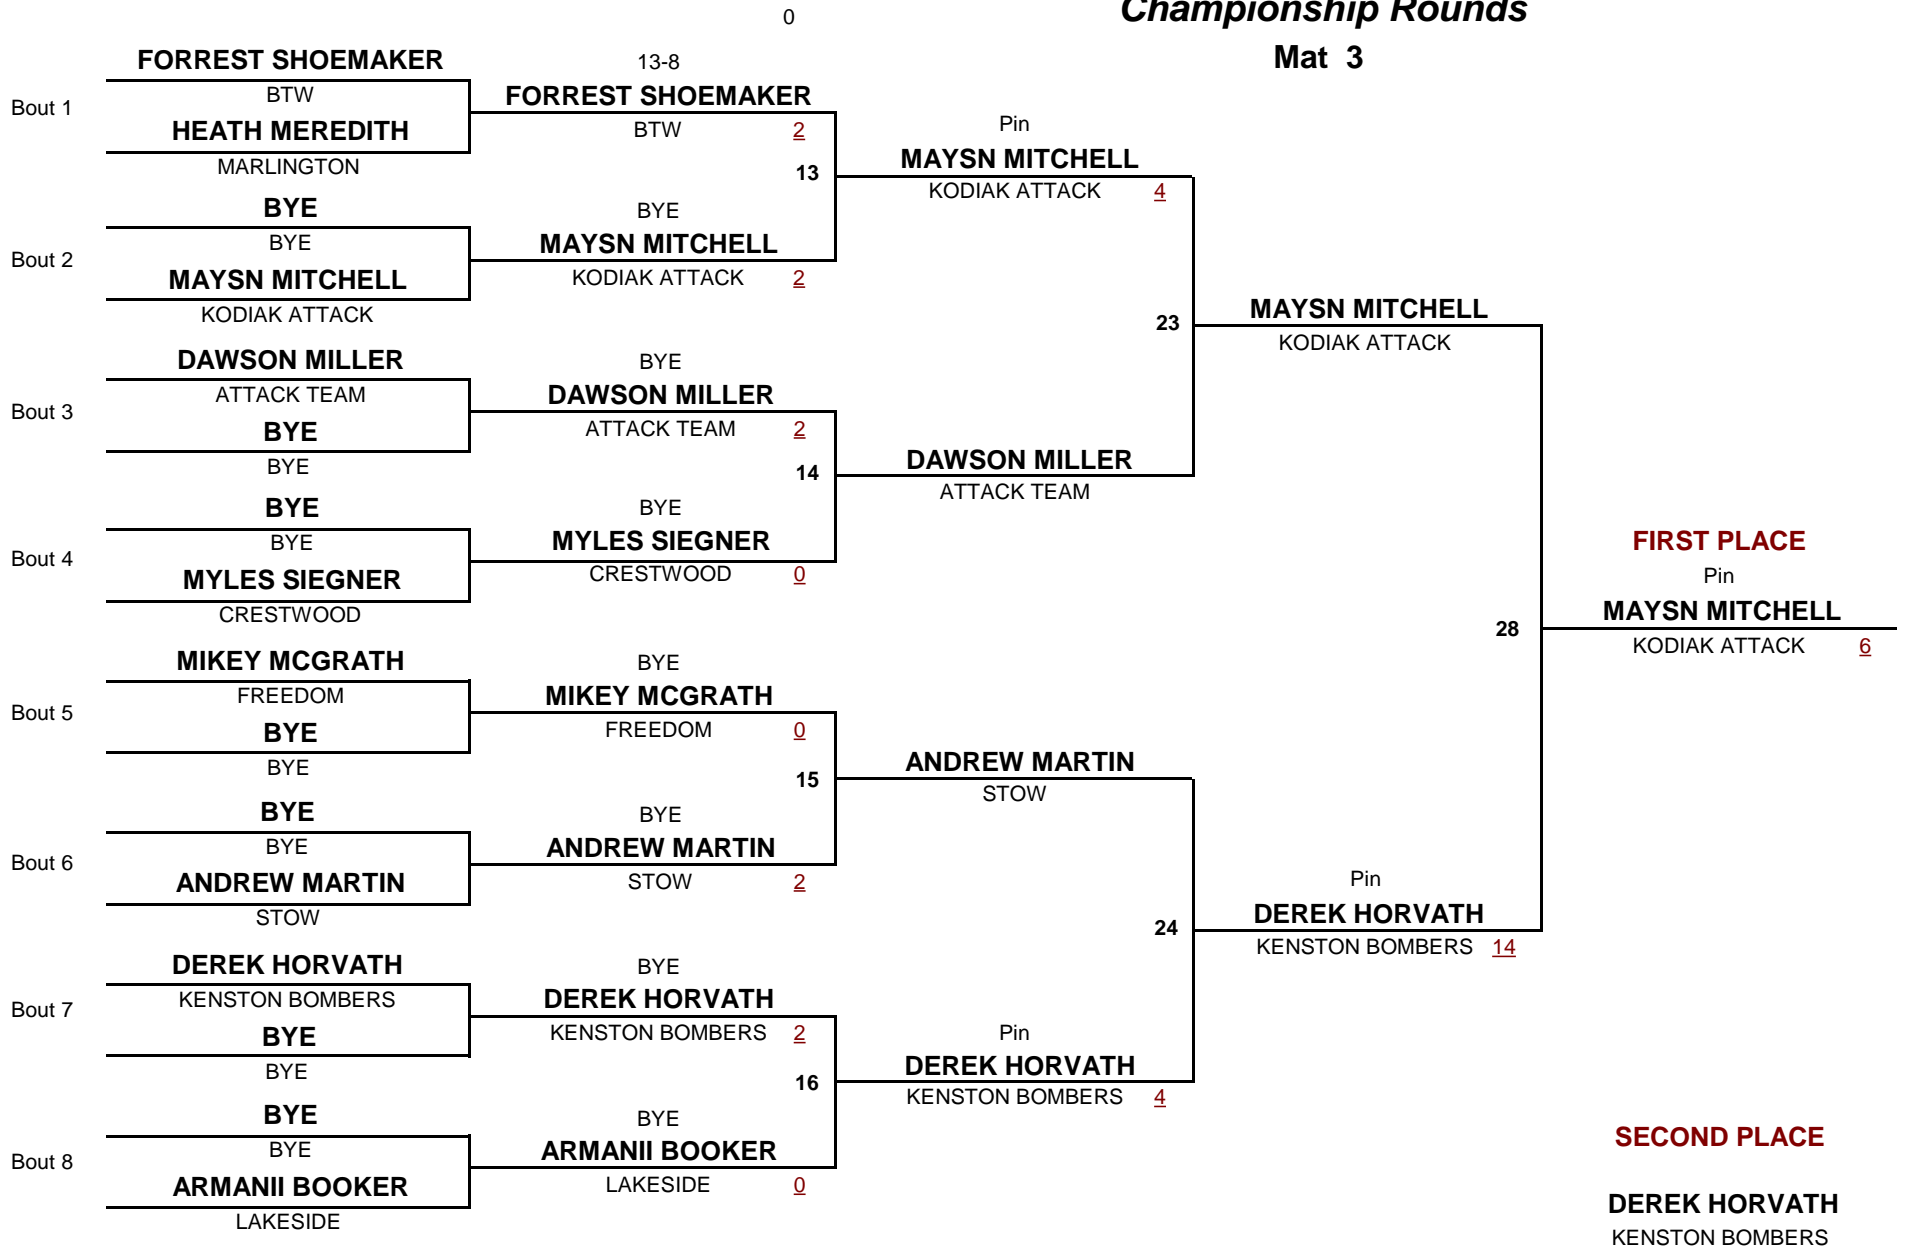 0
Championship Rounds
Mat 3
Bout 1
FORREST SHOEMAKER
BTW
HEATH MEREDITH
MARLINGTON
Bout 2
BYE
BYE
MAYSN MITCHELL
KODIAK ATTACK
Bout 3
DAWSON MILLER
ATTACK TEAM
BYE
BYE
Bout 4
BYE
BYE
MYLES SIEGNER
CRESTWOOD
Bout 5
MIKEY MCGRATH
FREEDOM
BYE
BYE
Bout 6
BYE
BYE
ANDREW MARTIN
STOW
Bout 7
DEREK HORVATH
KENSTON BOMBERS
BYE
BYE
Bout 8
BYE
BYE
ARMANII BOOKER
LAKESIDE
13-8
FORREST SHOEMAKER
BTW 2
13
BYE
MAYSN MITCHELL
KODIAK ATTACK 2
BYE
DAWSON MILLER
ATTACK TEAM 2
14
BYE
MYLES SIEGNER
CRESTWOOD 0
BYE
MIKEY MCGRATH
FREEDOM 0
15
BYE
ANDREW MARTIN
STOW 2
BYE
DEREK HORVATH
KENSTON BOMBERS 2
16
BYE
ARMANII BOOKER
LAKESIDE 0
Pin
MAYSN MITCHELL
KODIAK ATTACK 4
23
DAWSON MILLER
ATTACK TEAM
ANDREW MARTIN
STOW
24
Pin
DEREK HORVATH
KENSTON BOMBERS 4
MAYSN MITCHELL
KODIAK ATTACK
28
Pin
DEREK HORVATH
KENSTON BOMBERS 14
FIRST PLACE
Pin
MAYSN MITCHELL
KODIAK ATTACK 6
SECOND PLACE
DEREK HORVATH
KENSTON BOMBERS